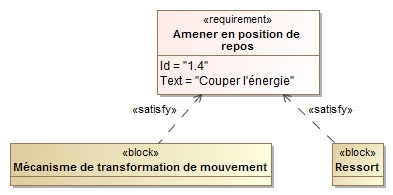 «requirement»
Amener en position de
repos
Id = "1.4"
Text = "Couper l'énergie"
«satisfy»
«satisfy»
«block»
Mécanisme de transformation de mouvement
«block»
Ressort